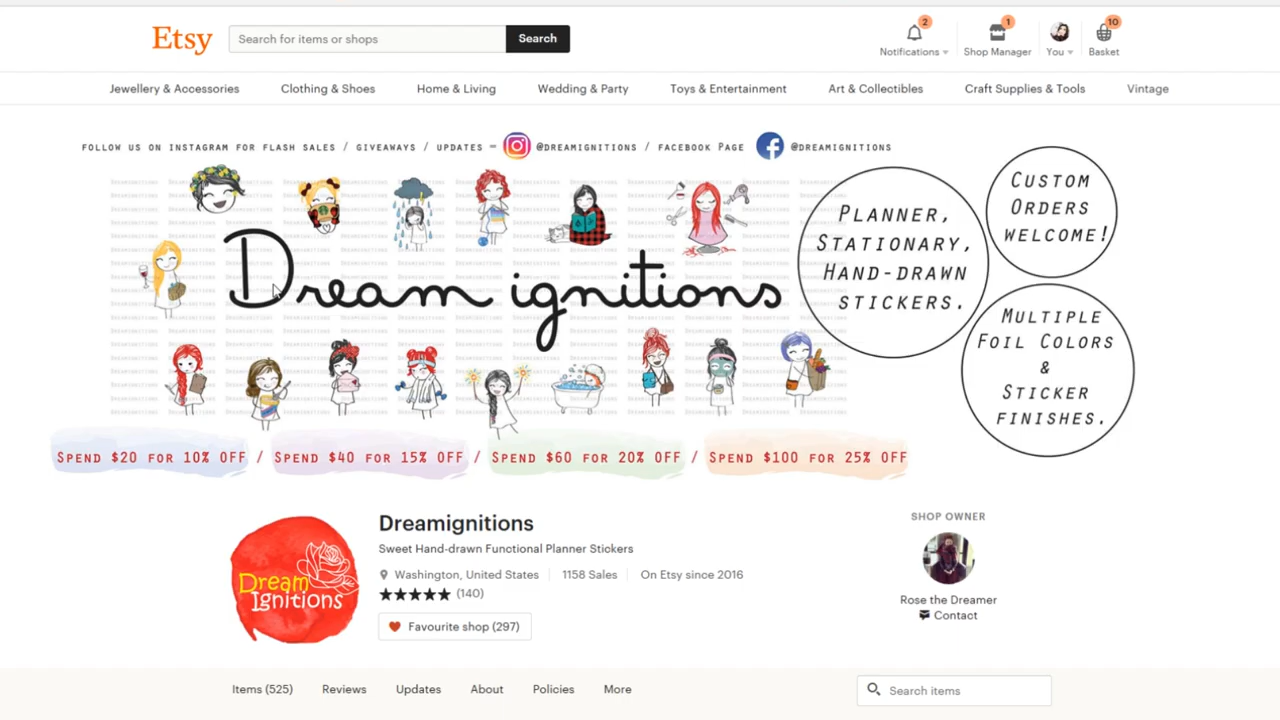 Etsy
Search for items or shops
Search
2
Notifications
1
Shop Manager
You
10
Basket
Jewellery & Accessories
Clothing & Shoes
Home & Living
Wedding & Party
Toys & Entertainment
Art & Collectibles
Craft Supplies & Tools
Vintage
Follow us on Instagram for flash sales / giveaways / updates – @dreamignitions / facebook Page @dreamignitions
Dream ignitions
Planner,
Stationary,
Hand-drawn
stickers.
Custom
Orders
welcome!
Multiple
Foil Colors
&
Sticker
finishes.
Spend $20 for 10% off / Spend $40 for 15% off / Spend $60 for 20% off / Spend $100 for 25% off
Dream
Ignitions
Dreamignitions
Sweet Hand-drawn Functional Planner Stickers
Washington, United States
1158 Sales
On Etsy since 2016
(140)
Favourite shop (297)
SHOP OWNER
Rose the Dreamer
Contact
Items (525)
Reviews
Updates
About
Policies
More
Search items